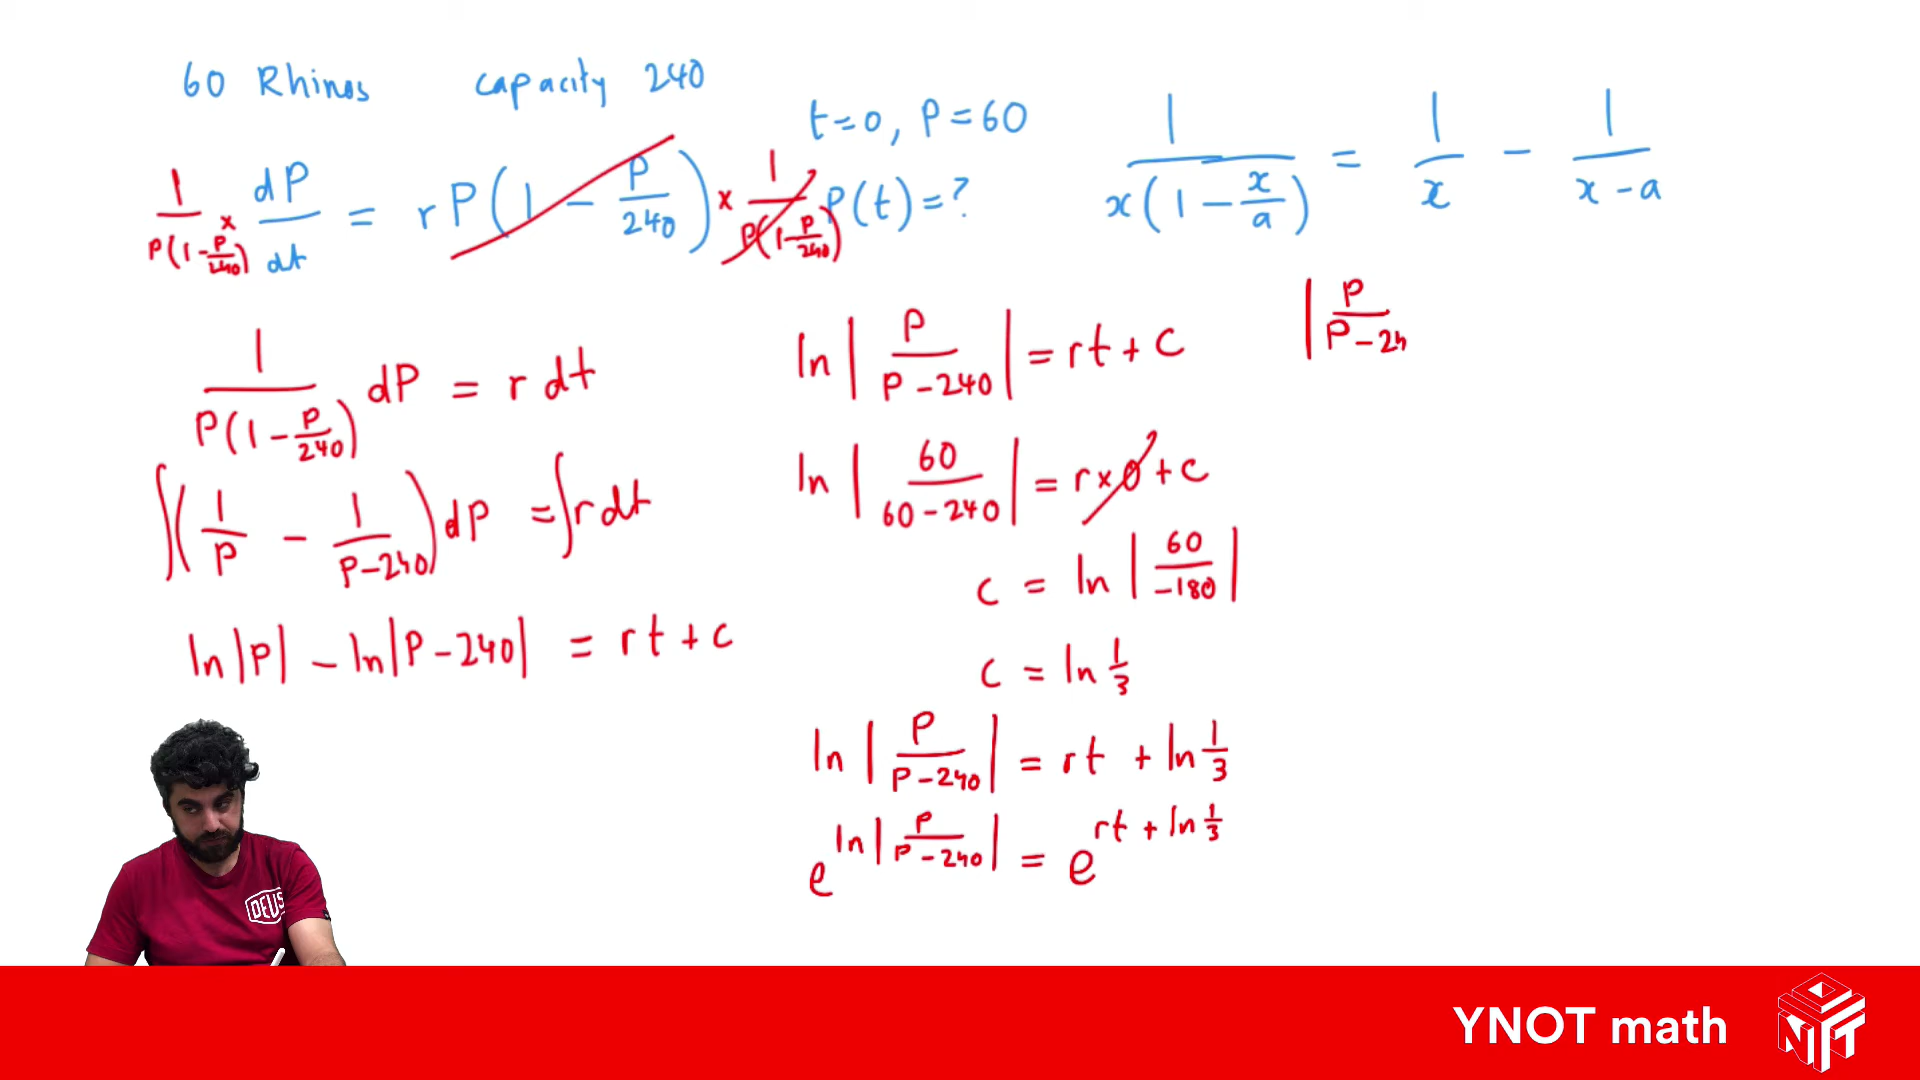 60 Rhinos capacity 240
t=0, P=60
1/P(1-P/240) × dP/dt = rP(1 - P/240) × 1/P(1-P/240)
P(t)=?
1/x(1-x/a) = 1/x - 1/x-a
1/P(1-P/240) dP = r dt
∫(1/P - 1/P-240) dP = ∫r dt
ln|P| - ln|P-240| = rt + c
ln|P/P-240| = rt + c
ln|60/60-240| = r×0 + c
c = ln|60/-180|
c = ln 1/3
ln|P/P-240| = rt + ln 1/3
e^ln|P/P-240| = e^rt + ln 1/3
|P/P-24
DEUS
YNOT math
YNOT